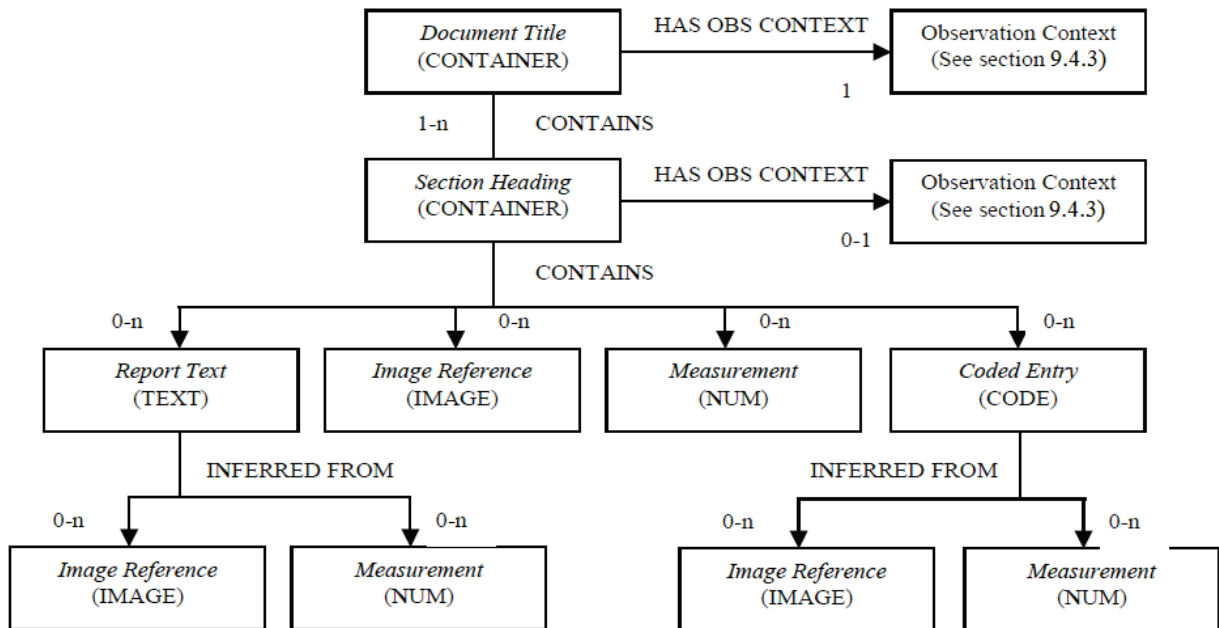 Document Title
(CONTAINER)
HAS OBS CONTEXT
1
Observation Context
(See section 9.4.3)
1-n
CONTAINS
Section Heading
(CONTAINER)
HAS OBS CONTEXT
0-1
Observation Context
(See section 9.4.3)
CONTAINS
0-n
0-n
0-n
0-n
Report Text
(TEXT)
Image Reference
(IMAGE)
Measurement
(NUM)
Coded Entry
(CODE)
INFERRED FROM
INFERRED FROM
0-n
0-n
0-n
0-n
Image Reference
(IMAGE)
Measurement
(NUM)
Image Reference
(IMAGE)
Measurement
(NUM)